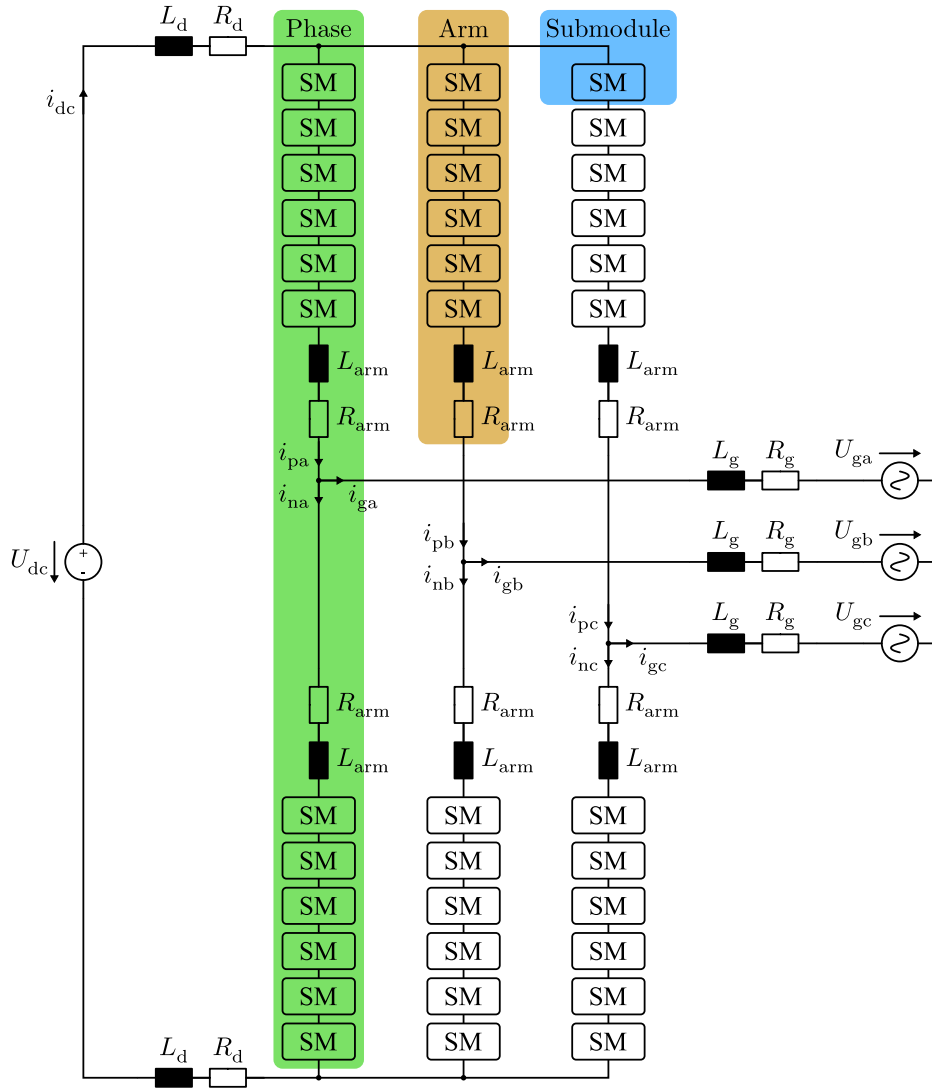 L_d R_d Phase Arm Submodule
SM SM SM
i_dc
SM SM SM
SM SM SM
SM SM SM
SM SM SM
SM SM SM
L_arm L_arm L_arm
R_arm R_arm R_arm
i_pa L_g R_g U_ga
i_na i_ga
i_pb L_g R_g U_gb
U_dc + -
i_nb i_gb
i_pc L_g R_g U_gc
i_nc i_gc
R_arm R_arm R_arm
L_arm L_arm L_arm
SM SM SM
SM SM SM
SM SM SM
SM SM SM
SM SM SM
SM SM SM
L_d R_d